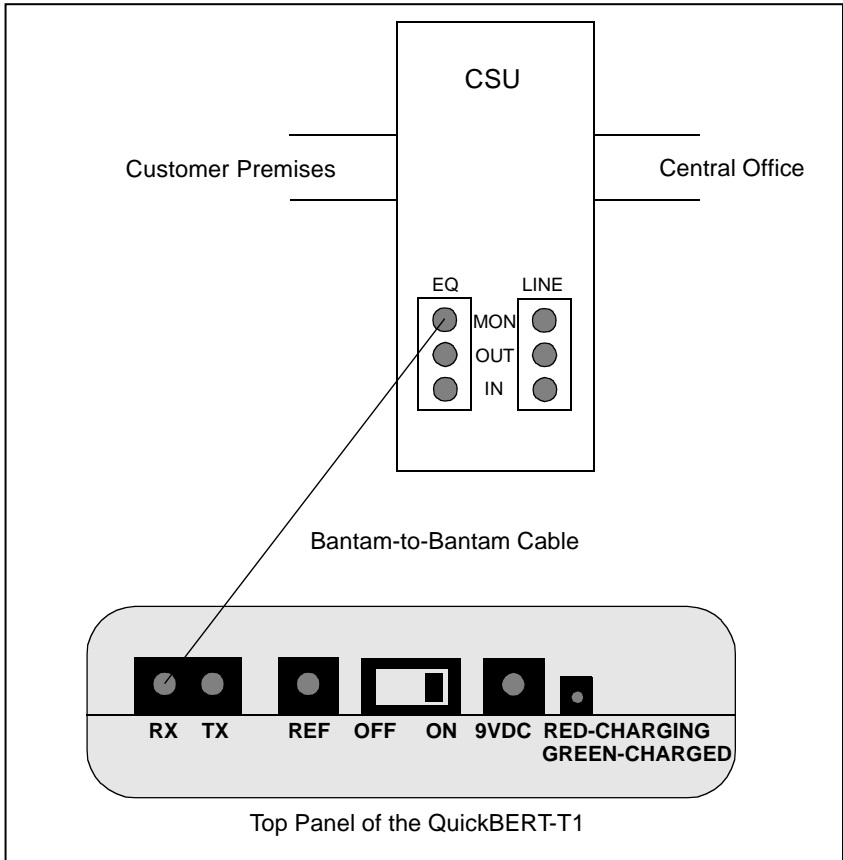 CSU
Customer Premises
Central Office
EQ LINE
MON
OUT
IN
Bantam-to-Bantam Cable
RX TX REF OFF ON 9VDC RED-CHARGING
GREEN-CHARGED
Top Panel of the QuickBERT-T1